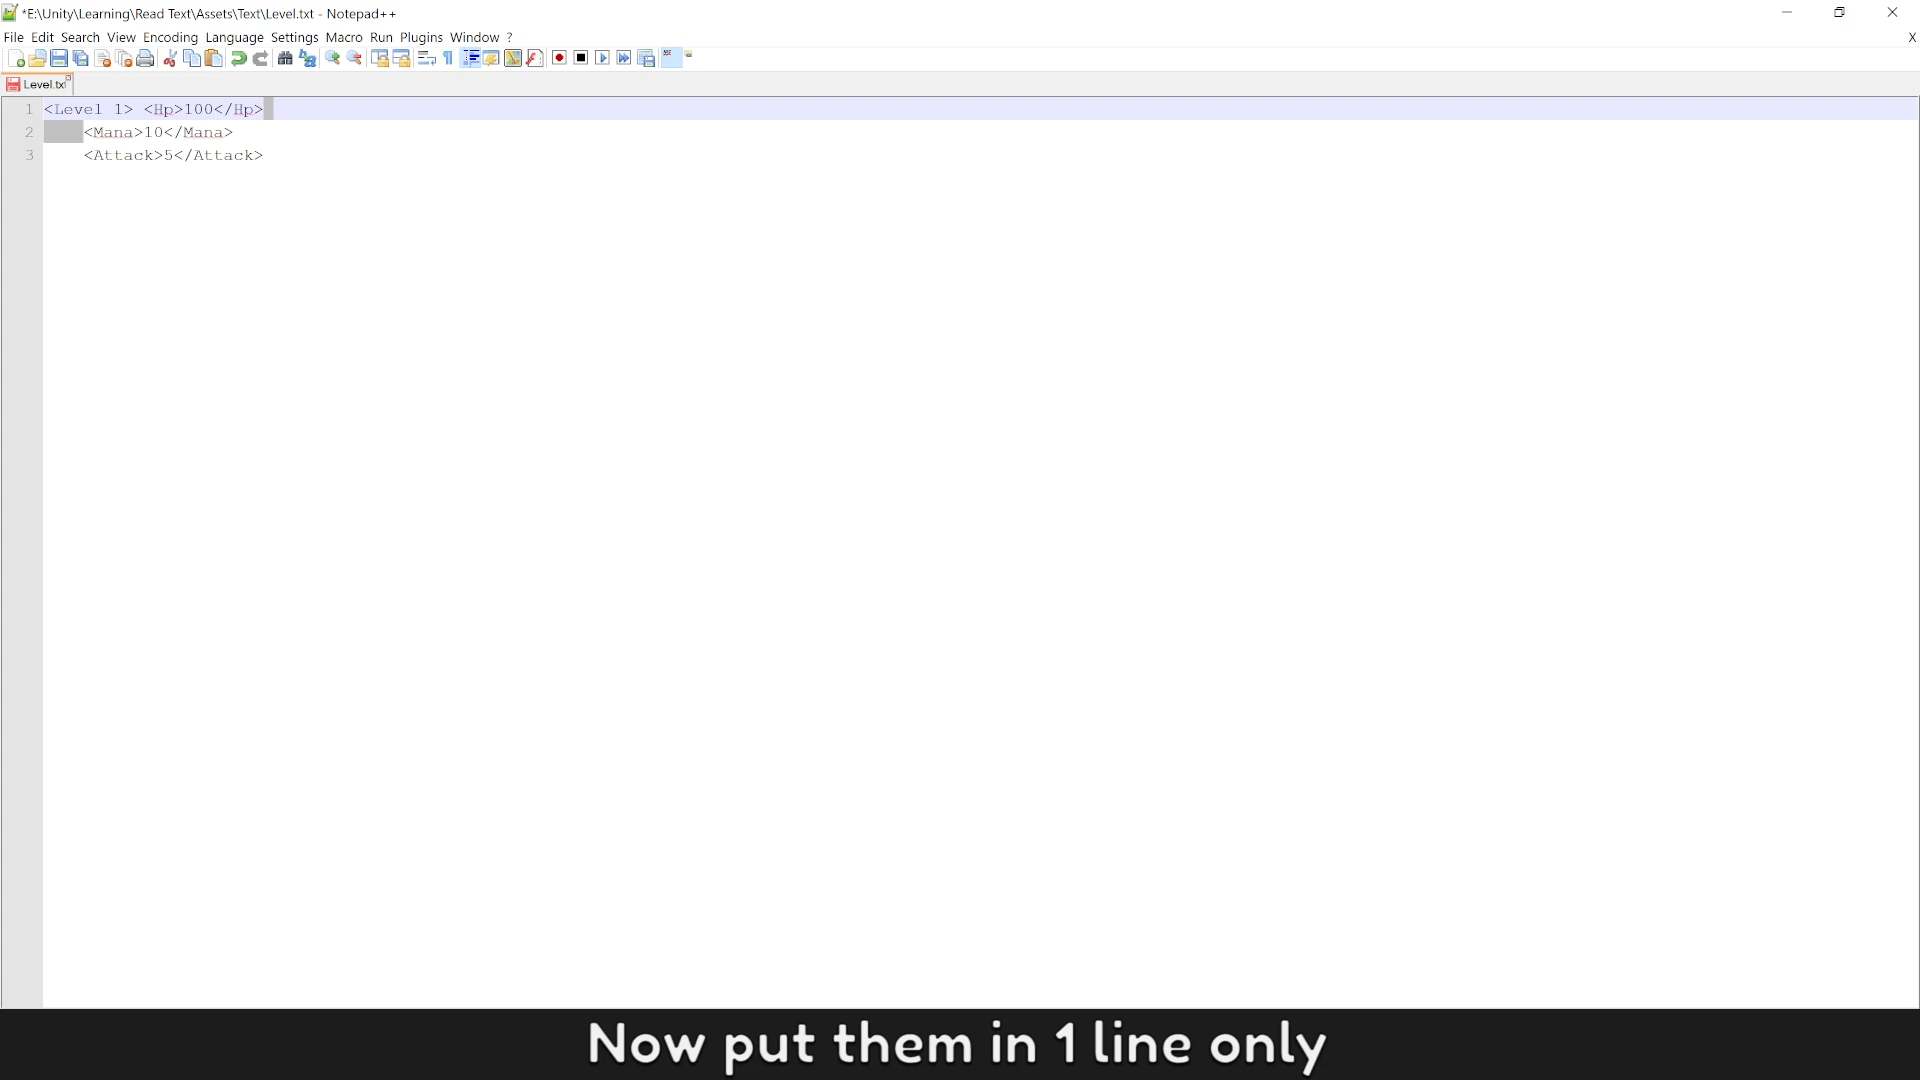 *E:\Unity\Learning\Read Text\Assets\Text\Level.txt - Notepad++
File Edit Search View Encoding Language Settings Macro Run Plugins Window ?
X
Level.txt
1 <Level 1> <Hp>100</Hp>
2 <Mana>10</Mana>
3 <Attack>5</Attack>
Now put them in 1 line only